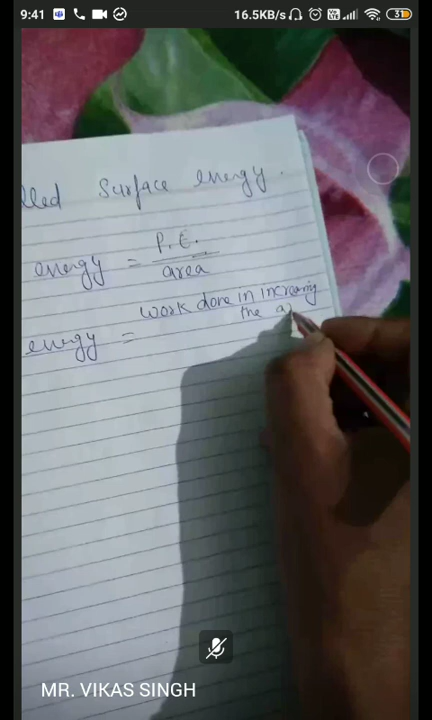 9:41 16.5KB/s 31
lled Surface energy.
energy = P.E.
area
energy = work done in increasing
the a
MR. VIKAS SINGH